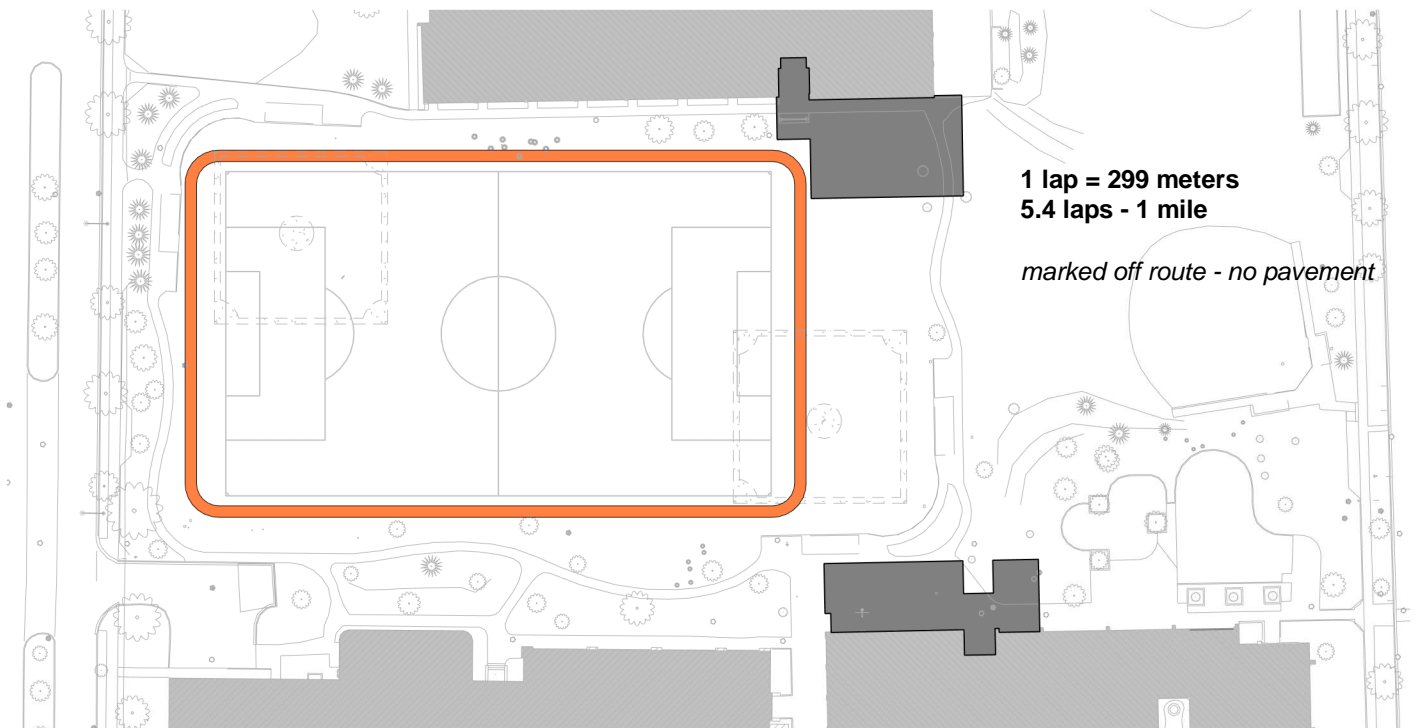 1 lap = 299 meters
5.4 laps - 1 mile
marked off route - no pavement